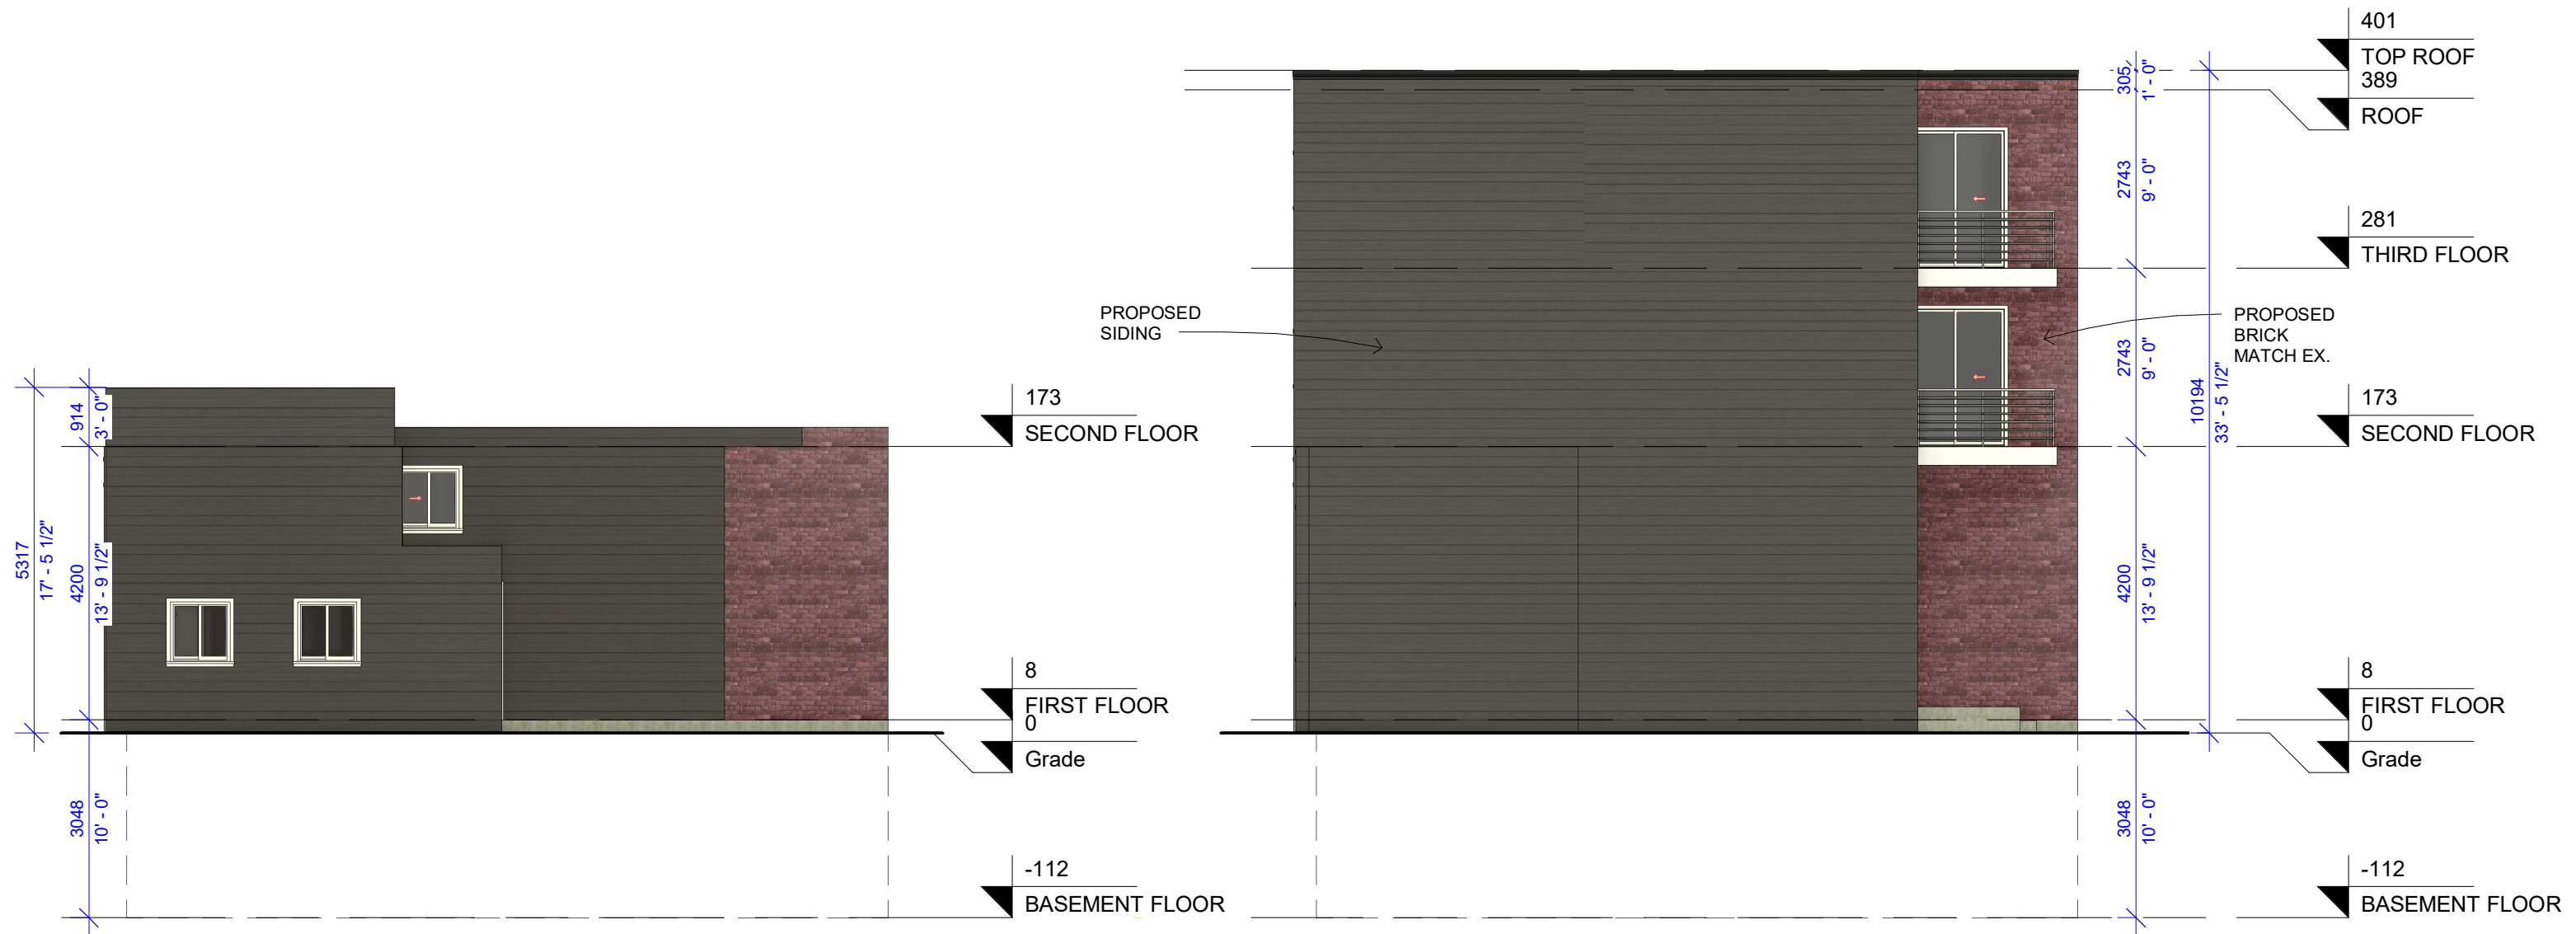 5317
17' - 5 1/2"
914
3' - 0"
4200
13' - 9 1/2"
3048
10' - 0"
173
SECOND FLOOR
8
FIRST FLOOR
0
Grade
-112
BASEMENT FLOOR
PROPOSED
SIDING
PROPOSED
BRICK
MATCH EX.
305
1' - 0"
2743
9' - 0"
2743
9' - 0"
4200
13' - 9 1/2"
3048
10' - 0"
10194
33' - 5 1/2"
401
TOP ROOF
389
ROOF
281
THIRD FLOOR
173
SECOND FLOOR
8
FIRST FLOOR
0
Grade
-112
BASEMENT FLOOR